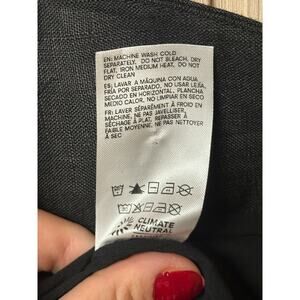 EN: MACHINE WASH COLD
SEPARATELY, DO NOT BLEACH, DRY
FLAT, IRON MEDIUM HEAT, DO NOT
DRY CLEAN
ES: LAVAR A MÁQUINA CON AGUA
FRÍA SEPARADO, NO USAR LEJÍA,
SECADO EN HORIZONTAL, PLANCHA
MEDIO CALOR, NO LIMPIAR EN SECO
FR: LAVER SÉPARÉMENT À FROID EN
MACHINE, NE PAS JAVELLISER,
SÉCHAGE À PLAT, REPASSER À
FAIBLE MOYENNE, NE PAS NETTOYER
À SEC
CLIMATE
NEUTRAL